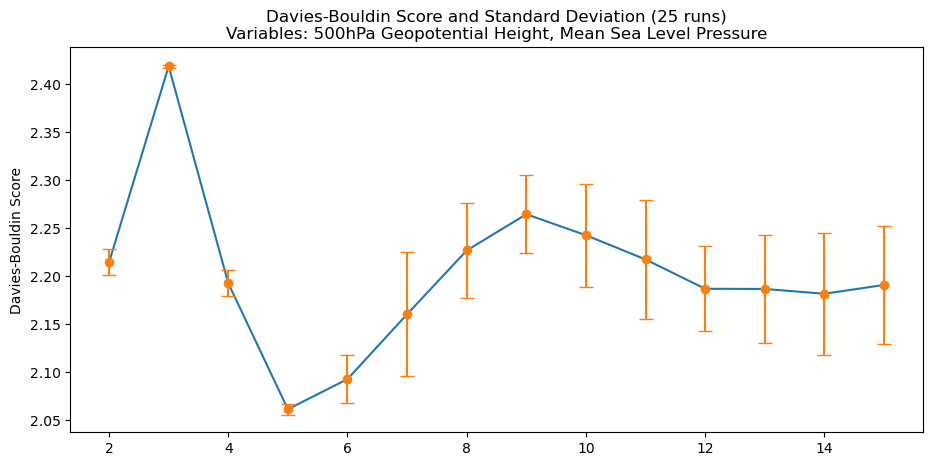 Davies-Bouldin Score and Standard Deviation (25 runs)
Variables: 500hPa Geopotential Height, Mean Sea Level Pressure
Davies-Bouldin Score
2.40
2.35
2.30
2.25
2.20
2.15
2.10
2.05
2 4 6 8 10 12 14